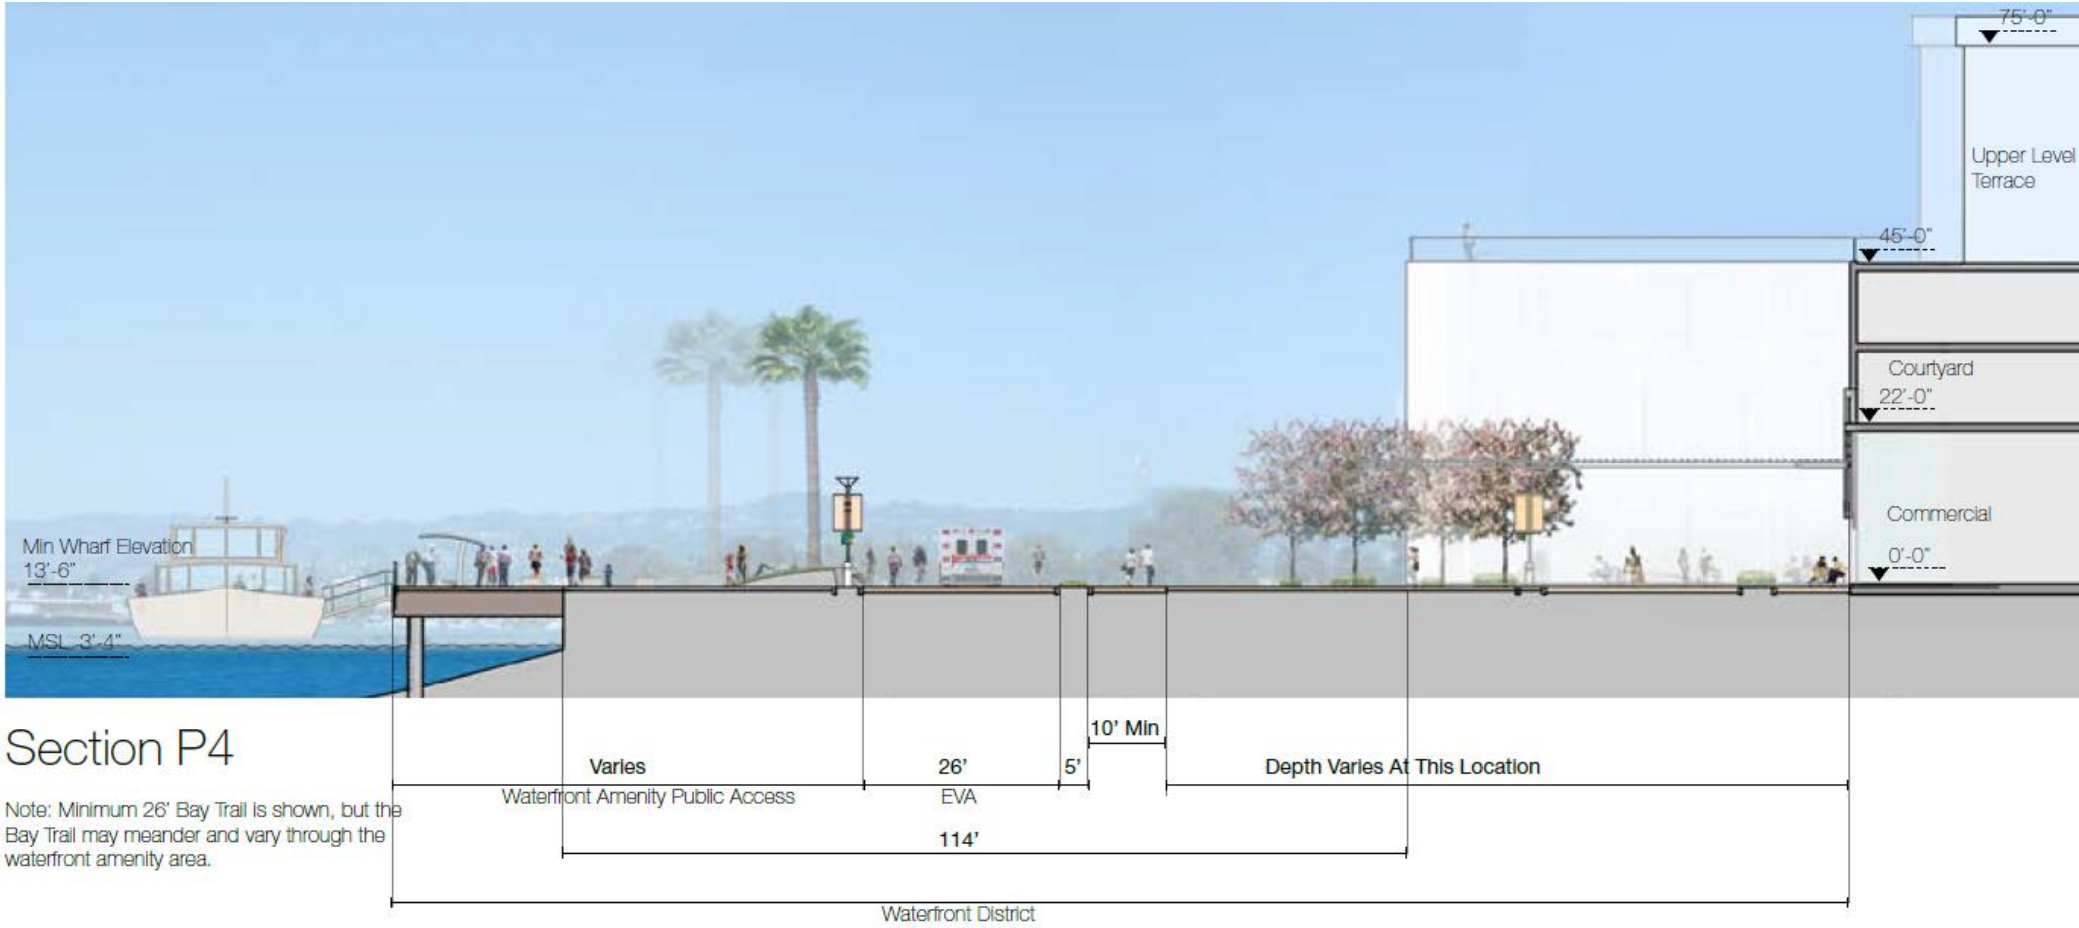 75'-0"
Upper Level
Terrace
45'-0"
Courtyard
22'-0"
Commercial
0'-0"
Min Wharf Elevation
13'-6"
MSL 3'-4"
Section P4
Note: Minimum 26' Bay Trail is shown, but the
Bay Trail may meander and vary through the
waterfront amenity area.
10' Min
Varies
26'
5'
Depth Varies At This Location
Waterfront Amenity Public Access
EVA
114'
Waterfront District